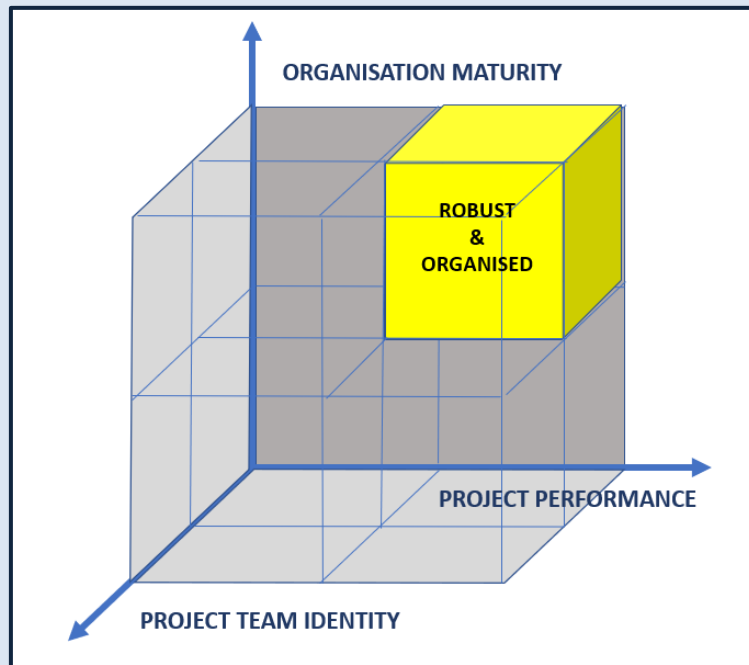 ORGANISATION MATURITY
ROBUST
&
ORGANISED
PROJECT PERFORMANCE
PROJECT TEAM IDENTITY